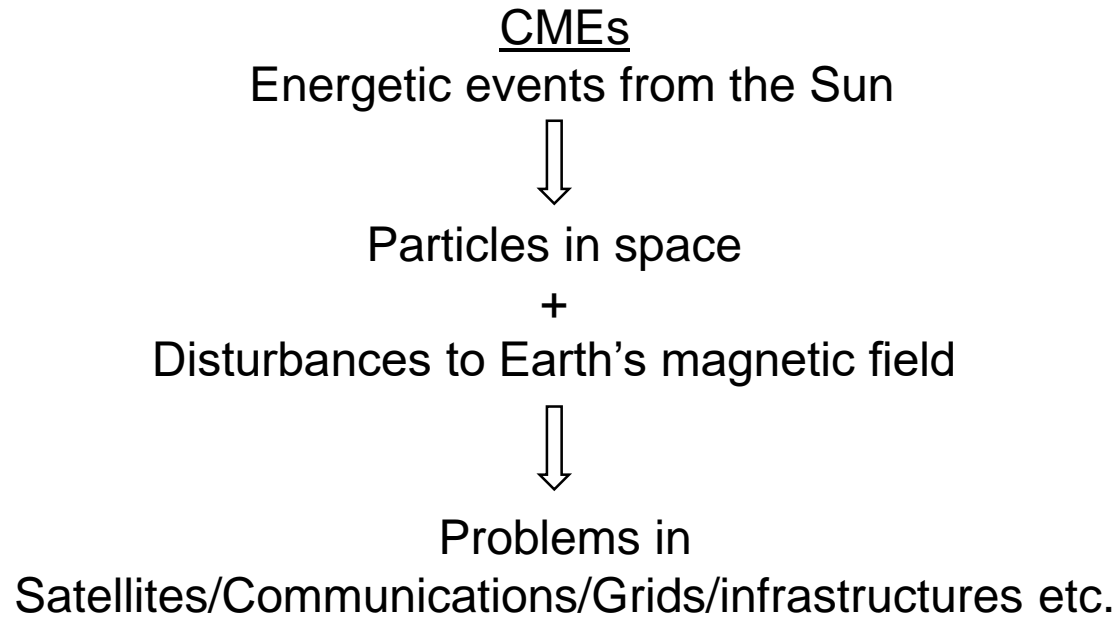 CMEs
Energetic events from the Sun
Particles in space
+
Disturbances to Earth’s magnetic field
Problems in
Satellites/Communications/Grids/infrastructures etc.